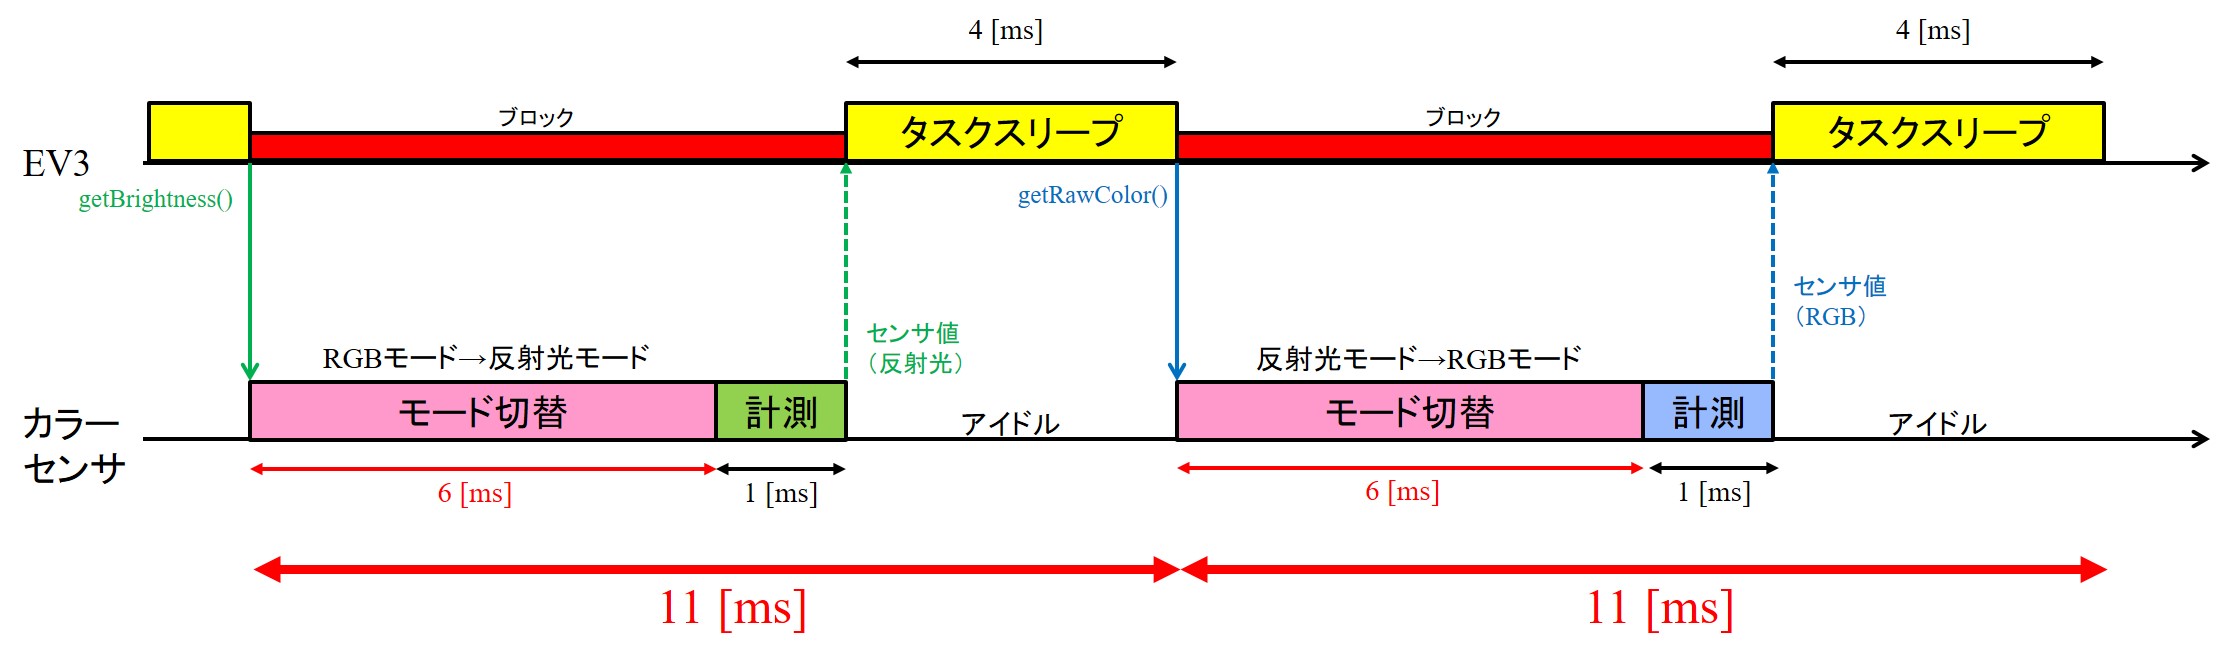 4 [ms]
4 [ms]
ブロック
タスクスリープ
ブロック
タスクスリープ
EV3
getBrightness()
getRawColor()
センサ値
（RGB）
センサ値
（反射光）
RGBモード→反射光モード
反射光モード→RGBモード
カラー
センサ
モード切替
計測
アイドル
モード切替
計測
アイドル
6 [ms]
1 [ms]
6 [ms]
1 [ms]
11 [ms]
11 [ms]